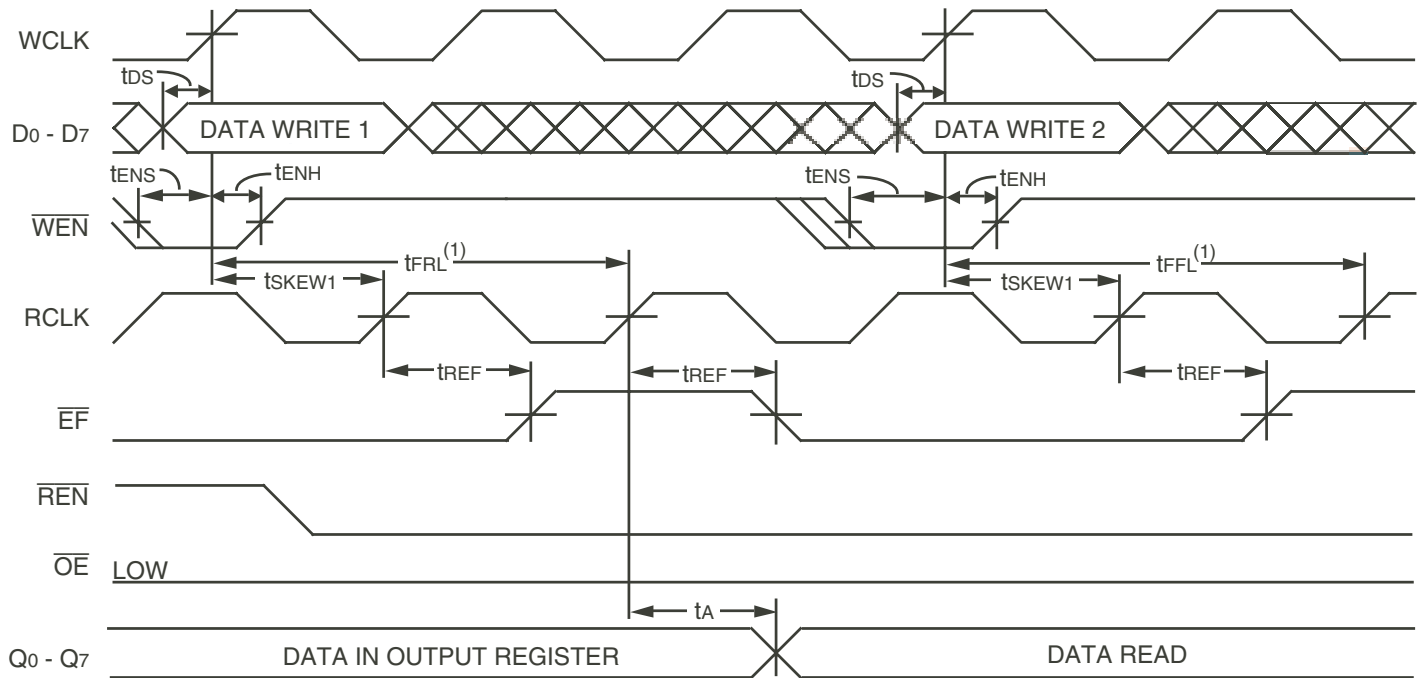 WCLK
tDS
tDS
D0 - D7
DATA WRITE 1
DATA WRITE 2
tENS
tENH
tENS
tENH
WEN
tFRL(1)
tFFL(1)
tSKEW1
tSKEW1
RCLK
tREF
tREF
tREF
EF
REN
OE
LOW
tA
Q0 - Q7
DATA IN OUTPUT REGISTER
DATA READ